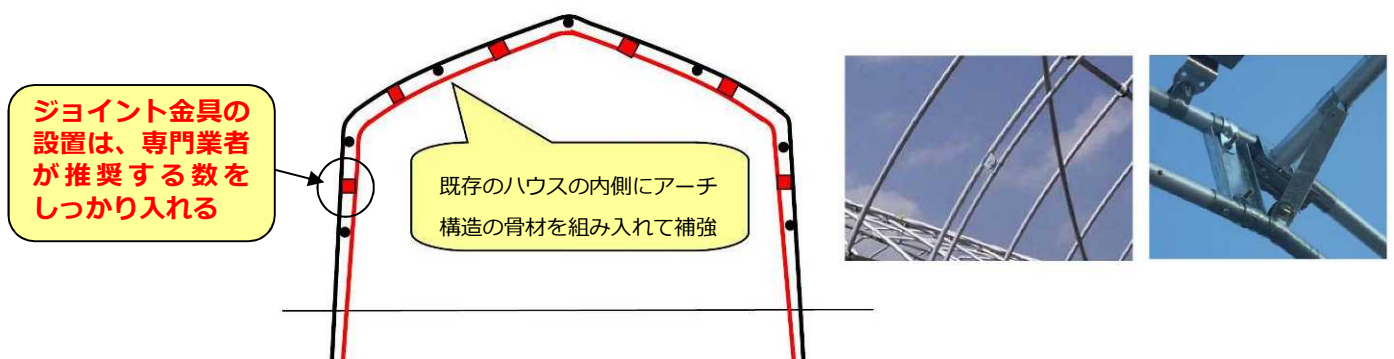 ジョイント金具の
設置は、専門業者
が推奨する数を
しっかり入れる
既存のハウスの内側にアーチ
構造の骨材を組み入れて補強